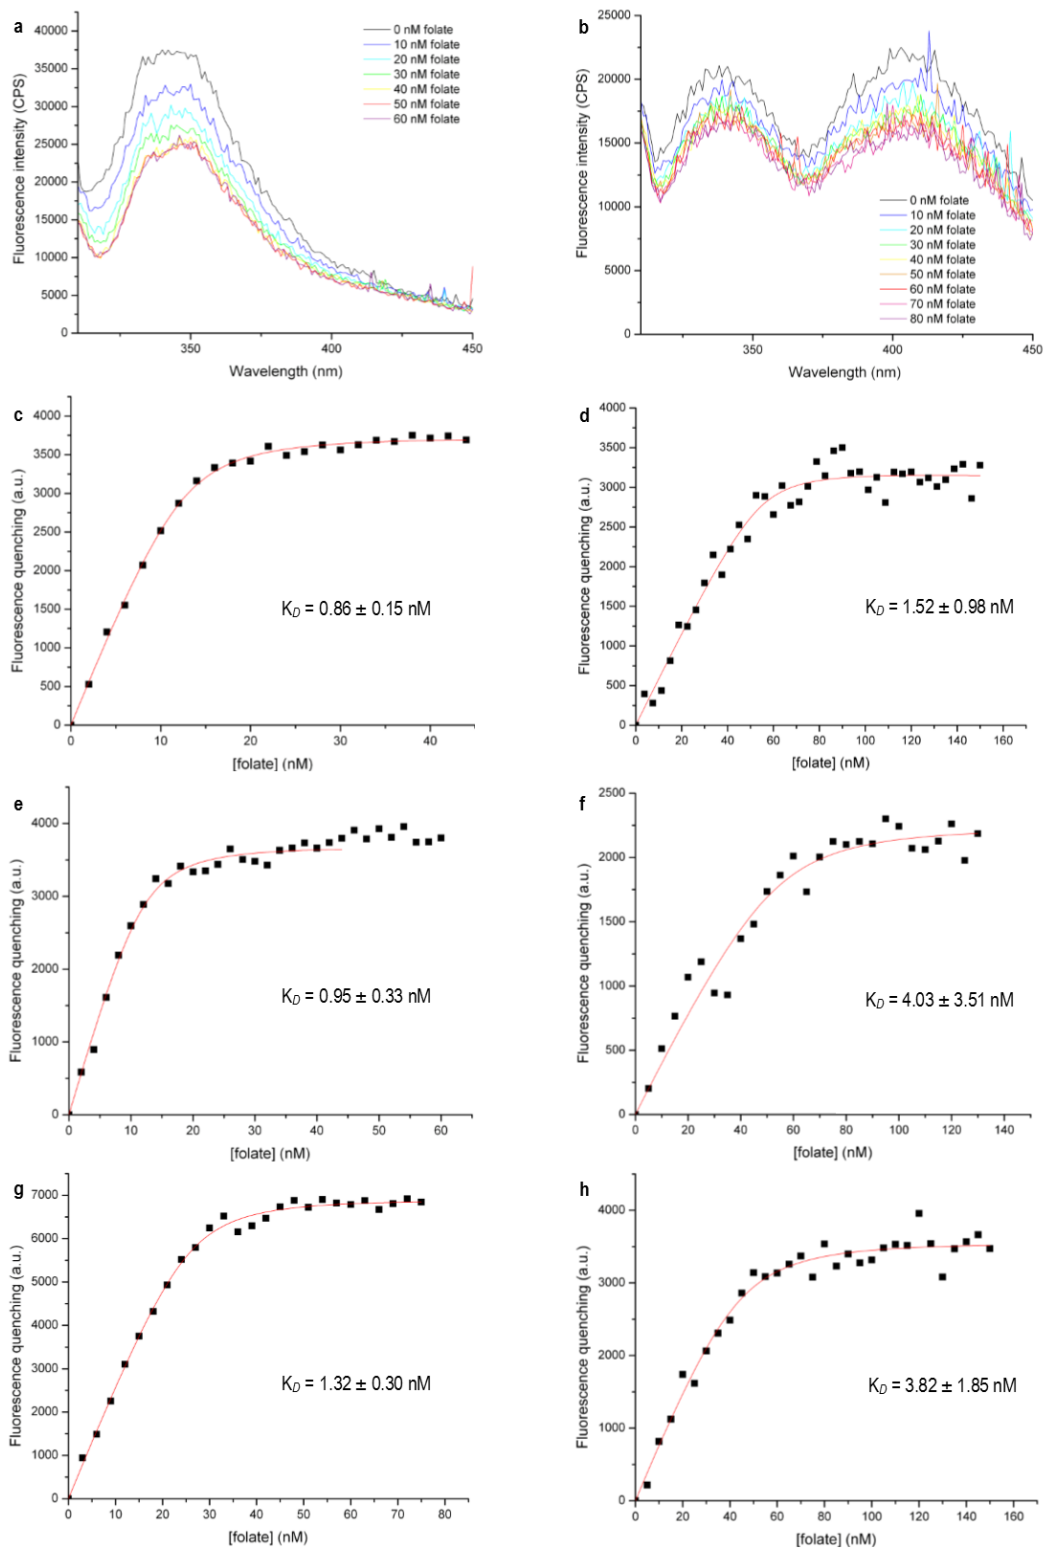 a
Fluorescence intensity (CPS)
40000
35000
30000
25000
20000
15000
10000
5000
0
0 nM folate
10 nM folate
20 nM folate
30 nM folate
40 nM folate
50 nM folate
60 nM folate
350
400
450
Wavelength (nm)
b
Fluorescence intensity (CPS)
25000
20000
15000
10000
5000
0
0 nM folate
10 nM folate
20 nM folate
30 nM folate
40 nM folate
50 nM folate
60 nM folate
70 nM folate
80 nM folate
350
400
450
Wavelength (nm)
c
Fluorescence quenching (a.u.)
4000
3500
3000
2500
2000
1500
1000
500
0
K_D = 0.86 ± 0.15 nM
0 10 20 30 40
[folate] (nM)
d
Fluorescence quenching (a.u.)
4000
3500
3000
2500
2000
1500
1000
500
0
K_D = 1.52 ± 0.98 nM
0 20 40 60 80 100 120 140 160
[folate] (nM)
e
Fluorescence quenching (a.u.)
4000
3000
2000
1000
0
K_D = 0.95 ± 0.33 nM
0 10 20 30 40 50 60
[folate] (nM)
f
Fluorescence quenching (a.u.)
2500
2000
1500
1000
500
0
K_D = 4.03 ± 3.51 nM
0 20 40 60 80 100 120 140
[folate] (nM)
g
Fluorescence quenching (a.u.)
7000
6000
5000
4000
3000
2000
1000
0
K_D = 1.32 ± 0.30 nM
0 10 20 30 40 50 60 70 80
[folate] (nM)
h
Fluorescence quenching (a.u.)
4000
3000
2000
1000
0
K_D = 3.82 ± 1.85 nM
0 20 40 60 80 100 120 140 160
[folate] (nM)